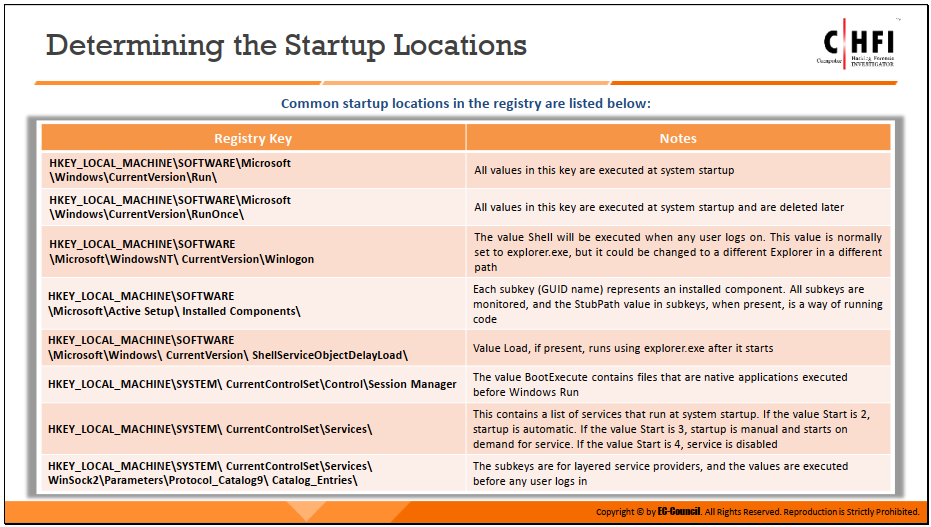 Determining the Startup Locations
CHFI
Computer Hacking Forensic
INVESTIGATOR
Common startup locations in the registry are listed below:
Registry Key
Notes
HKEY_LOCAL_MACHINE\SOFTWARE\Microsoft
\Windows\CurrentVersion\Run\
All values in this key are executed at system startup
HKEY_LOCAL_MACHINE\SOFTWARE\Microsoft
\Windows\CurrentVersion\RunOnce\
All values in this key are executed at system startup and are deleted later
HKEY_LOCAL_MACHINE\SOFTWARE
\Microsoft\WindowsNT\ CurrentVersion\Winlogon
The value Shell will be executed when any user logs on. This value is normally
set to explorer.exe, but it could be changed to a different Explorer in a different
path
HKEY_LOCAL_MACHINE\SOFTWARE
\Microsoft\Active Setup\ Installed Components\
Each subkey (GUID name) represents an installed component. All subkeys are
monitored, and the StubPath value in subkeys, when present, is a way of running
code
HKEY_LOCAL_MACHINE\SOFTWARE
\Microsoft\Windows\ CurrentVersion\ ShellServiceObjectDelayLoad\
Value Load, if present, runs using explorer.exe after it starts
HKEY_LOCAL_MACHINE\SYSTEM\ CurrentControlSet\Control\Session Manager
The value BootExecute contains files that are native applications executed
before Windows Run
HKEY_LOCAL_MACHINE\SYSTEM\ CurrentControlSet\Services\
This contains a list of services that run at system startup. If the value Start is 2,
startup is automatic. If the value Start is 3, startup is manual and starts on
demand for service. If the value Start is 4, service is disabled
HKEY_LOCAL_MACHINE\SYSTEM\ CurrentControlSet\Services\
WinSock2\Parameters\Protocol_Catalog9\ Catalog_Entries\
The subkeys are for layered service providers, and the values are executed
before any user logs in
Copyright © by EC-Council. All Rights Reserved. Reproduction is Strictly Prohibited.